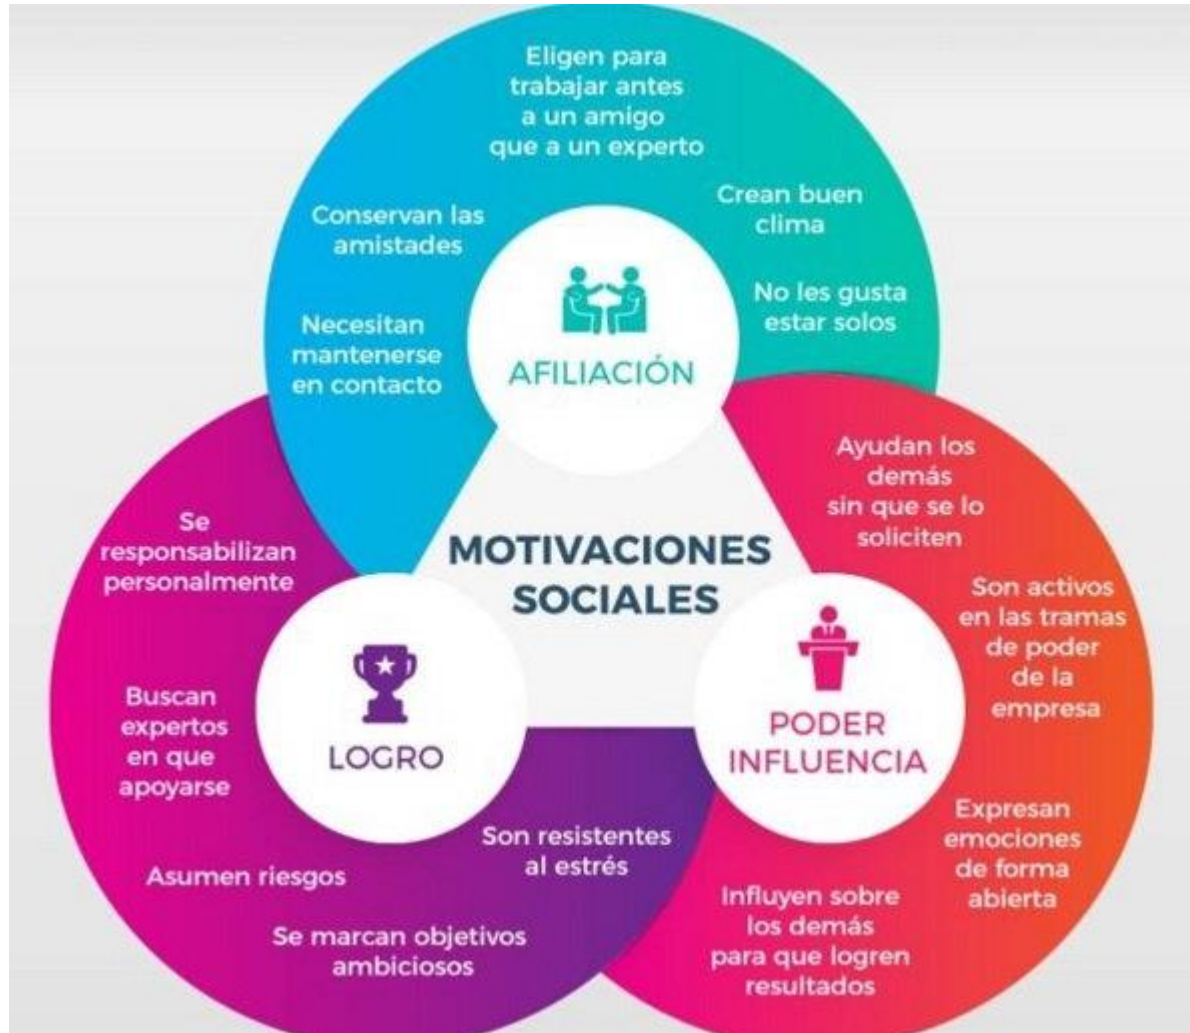 Eligen para
trabajar antes
a un amigo
que a un experto
Conservan las
amistades
Crean buen
clima
Necesitan
mantenerse
en contacto
No les gusta
estar solos
AFILIACIÓN
MOTIVACIONES
SOCIALES
Se
responsabilizan
personalmente
Buscan
expertos
en que
apoyarse
Asumen riesgos
Se marcan objetivos
ambiciosos
Son resistentes
al estrés
LOGRO
Ayudan los
demás
sin que se lo
soliciten
Son activos
en las tramas
de poder
de la
empresa
Expresan
emociones
de forma
abierta
Influyen sobre
los demás
para que logren
resultados
PODER
INFLUENCIA